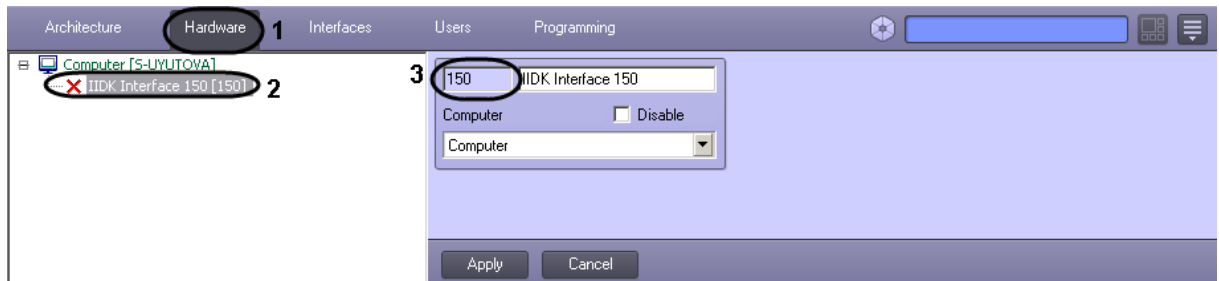 Architecture Hardware 1 Interfaces Users Programming
Computer [S-UYUTOVA]
IIDK Interface 150 [150] 2
3 150 IIDK Interface 150
Computer Disable
Computer
Apply Cancel